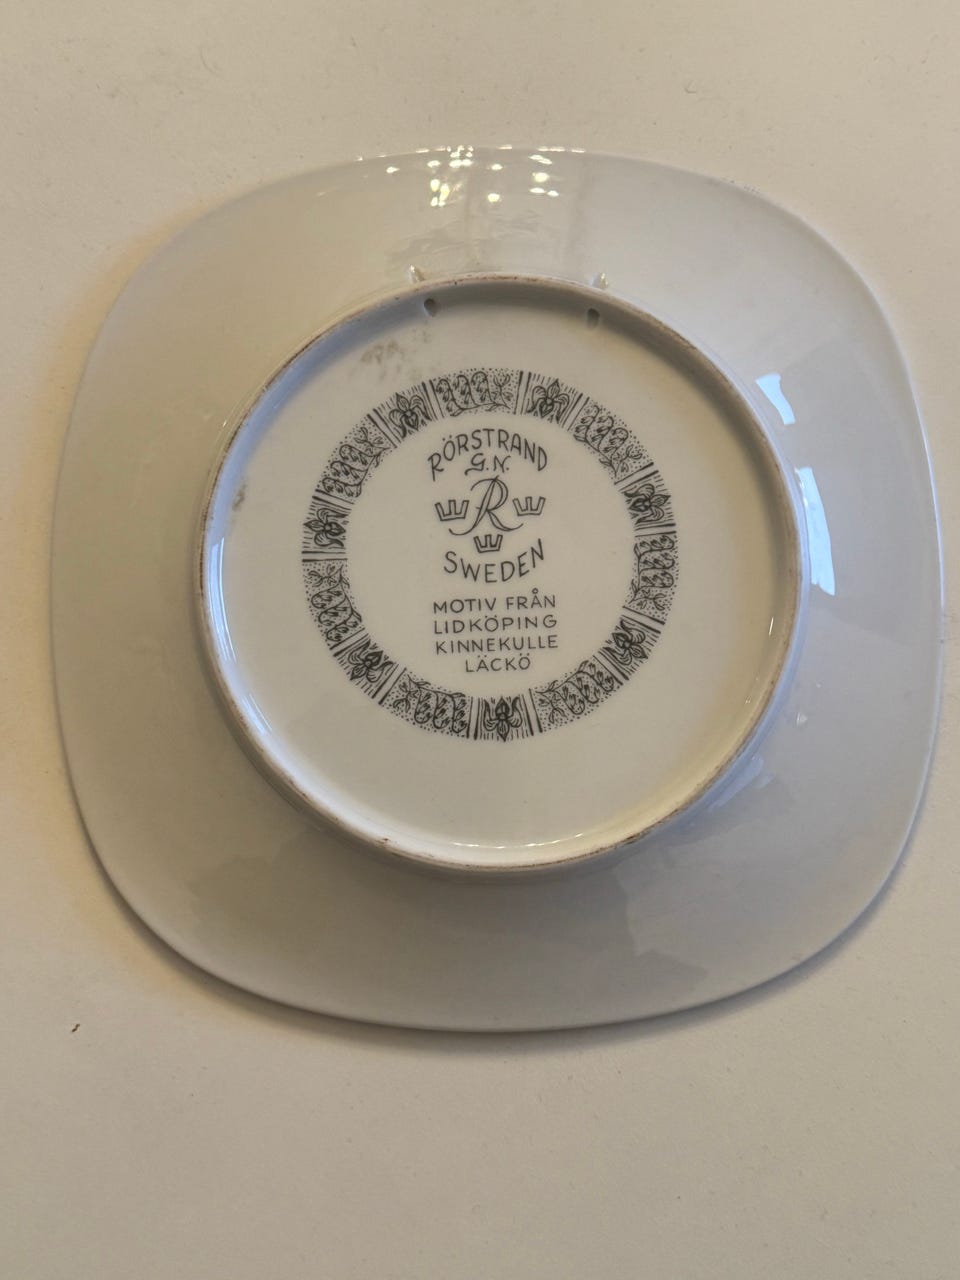 RÖRSTRAND
G.N.
R
SWEDEN
MOTIV FRÅN
LIDKÖPING
KINNEKULLE
LÄCKÖ